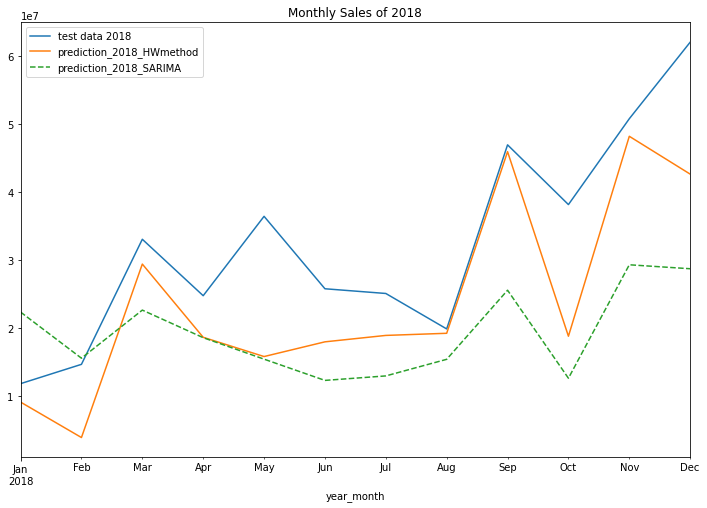 Monthly Sales of 2018
1e7
test data 2018
prediction_2018_HWmethod
prediction_2018_SARIMA
6
5
4
3
2
1
Jan Feb Mar Apr May Jun Jul Aug Sep Oct Nov Dec
2018
year_month